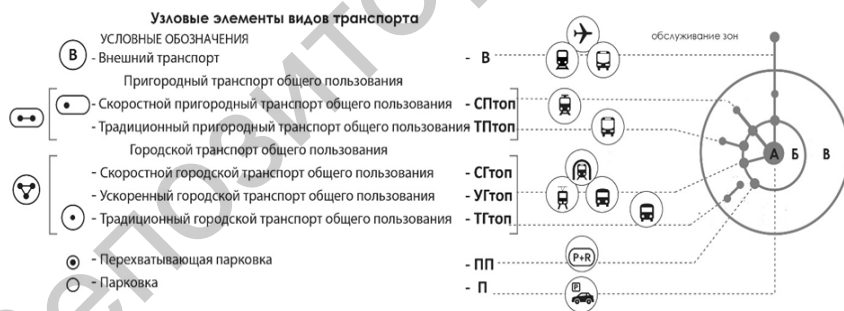 Узловые элементы видов транспорта
УСЛОВНЫЕ ОБОЗНАЧЕНИЯ
обслуживание зон
В - Внешний транспорт - В
Пригородный транспорт общего пользования
- Скоростной пригородный транспорт общего пользования - СПтоп
- Традиционный пригородный транспорт общего пользования ТПтоп
Городской транспорт общего пользования
А Б В
- Скоростной городской транспорт общего пользования - СГтоп
- Ускоренный городской транспорт общего пользования - УГтоп
- Традиционный городской транспорт общего пользования - ТГтоп
- Перехватывающая парковка - ПП P+R
- Парковка - П P